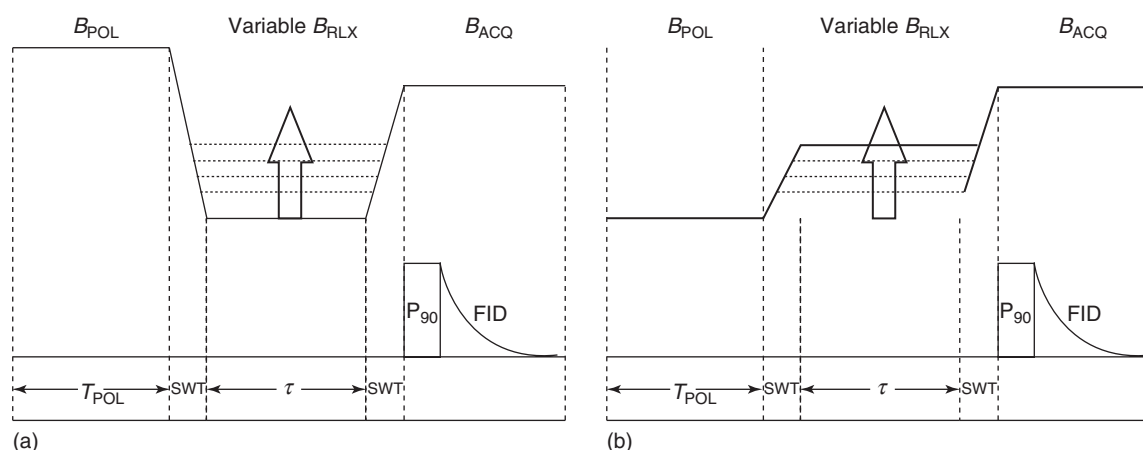 B_POL Variable B_RLX B_ACQ
P_90 FID
T_POL SWT τ SWT
(a)
B_POL Variable B_RLX B_ACQ
P_90 FID
T_POL SWT τ SWT
(b)